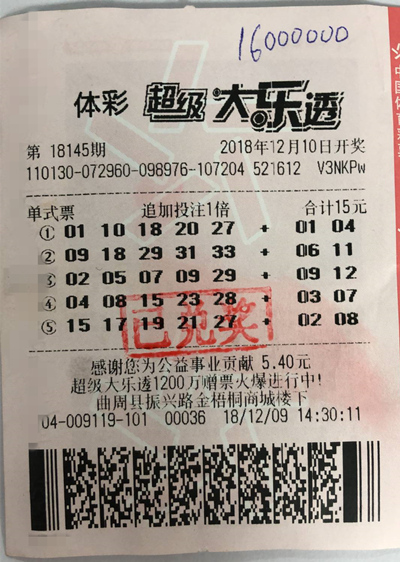 16000000
体彩 超级大乐透
第 18145期 2018年12月10日开奖
110130-072960-098976-107204 521612 V3NKPw
单式票 追加投注1倍 合计15元
① 01 10 18 20 27 + 01 04
② 09 18 29 31 33 + 06 11
③ 02 05 07 09 29 + 09 12
④ 04 08 15 23 28 + 03 07
⑤ 15 17 19 21 27 + 02 08
已兑奖
感谢您为公益事业贡献 5.40元
超级大乐透1200万赠票火爆进行中!
曲周县振兴路金梧桐商城楼下
04-009119-101 00036 18/12/09 14:30:11
中国体育彩票